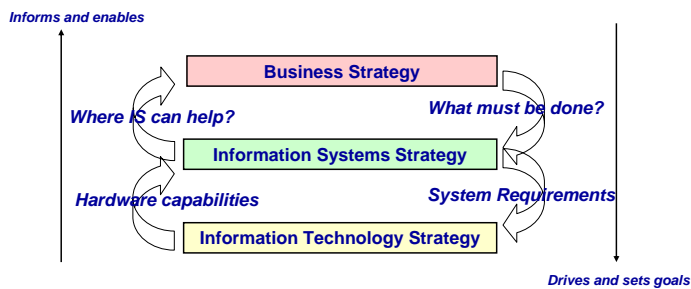 Informs and enables
Business Strategy
Where IS can help?
What must be done?
Information Systems Strategy
Hardware capabilities
System Requirements
Information Technology Strategy
Drives and sets goals